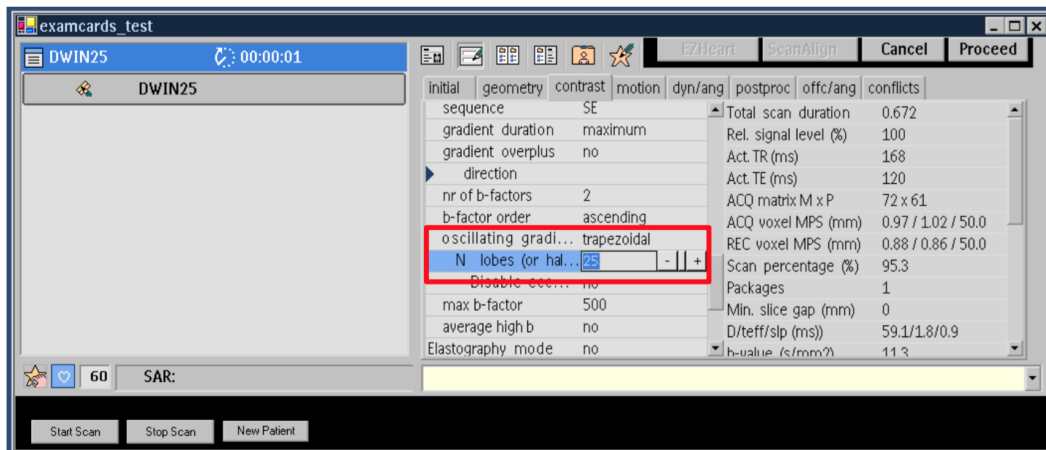 examcards_test
DWIN25 00:00:01
DWIN25
60 SAR:
EZHeart ScanAlign Cancel Proceed
initial geometry contrast motion dyn/ang postproc offc/ang conflicts
sequence SE
gradient duration maximum
gradient overplus no
direction
nr of b-factors 2
b-factor order ascending
oscillating gradi... trapezoidal
N lobes (or hal... 25 - +
Disable ecc... no
max b-factor 500
average high b no
Elastography mode no
Total scan duration 0.672
Rel. signal level (%) 100
Act. TR (ms) 168
Act. TE (ms) 120
ACQ matrix M x P 72 x 61
ACQ voxel MPS (mm) 0.97 / 1.02 / 50.0
REC voxel MPS (mm) 0.88 / 0.86 / 50.0
Scan percentage (%) 95.3
Packages 1
Min. slice gap (mm) 0
D/teff/slp (ms)) 59.1/1.8/0.9
b-value (s/mm2) 11.3
Start Scan Stop Scan New Patient